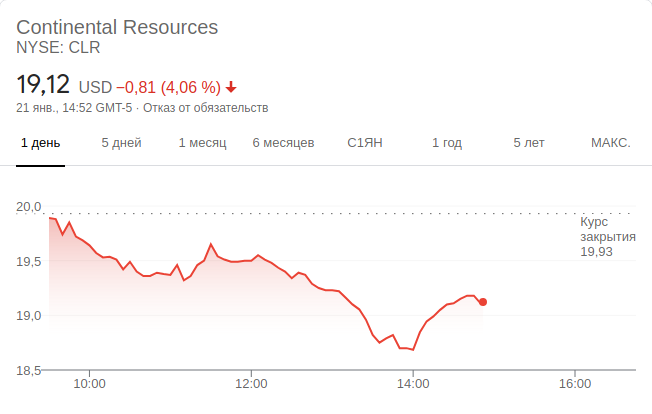 Continental Resources
NYSE: CLR
19,12 USD −0,81 (4,06 %)
21 янв., 14:52 GMT-5 · Отказ от обязательств
1 день 5 дней 1 месяц 6 месяцев С1ЯН 1 год 5 лет МАКС.
20,0
Курс
закрытия
19,93
19,5
19,0
18,5
10:00 12:00 14:00 16:00